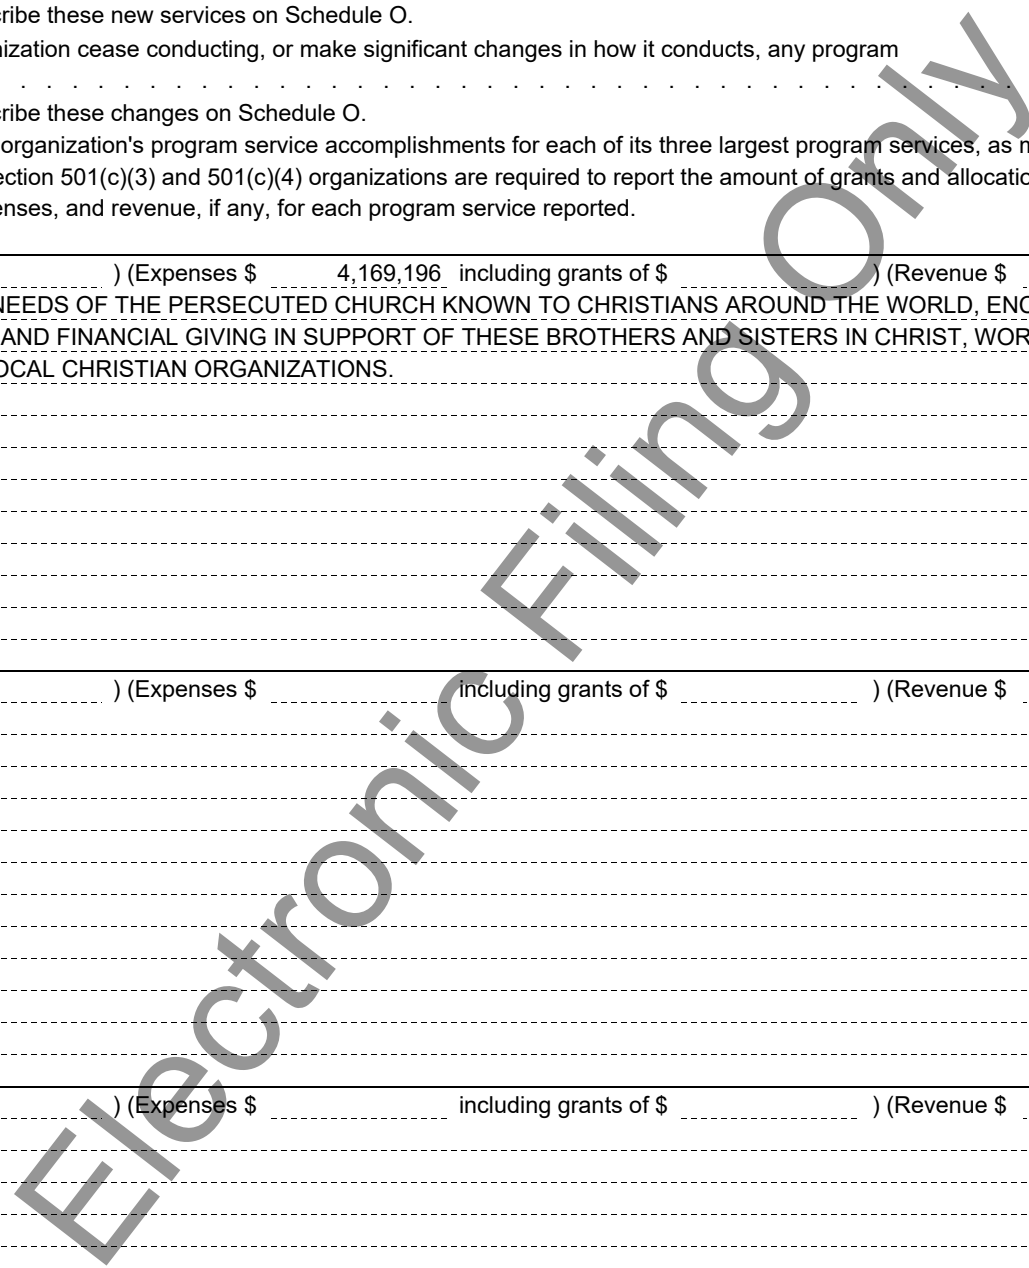 cribe these new services on Schedule O.
nization cease conducting, or make significant changes in how it conducts, any program
. . . . . . . . . . . . . . . . . . . . . . . . . . . . . . . . . . . . . . . . .
cribe these changes on Schedule O.
organization's program service accomplishments for each of its three largest program services, as m
ection 501(c)(3) and 501(c)(4) organizations are required to report the amount of grants and allocatio
enses, and revenue, if any, for each program service reported.
) (Expenses $ 4,169,196 including grants of $ ) (Revenue $
NEEDS OF THE PERSECUTED CHURCH KNOWN TO CHRISTIANS AROUND THE WORLD, ENC
AND FINANCIAL GIVING IN SUPPORT OF THESE BROTHERS AND SISTERS IN CHRIST, WOR
OCAL CHRISTIAN ORGANIZATIONS.
) (Expenses $ including grants of $ ) (Revenue $
) (Expenses $ including grants of $ ) (Revenue $
Electronic Filing Only